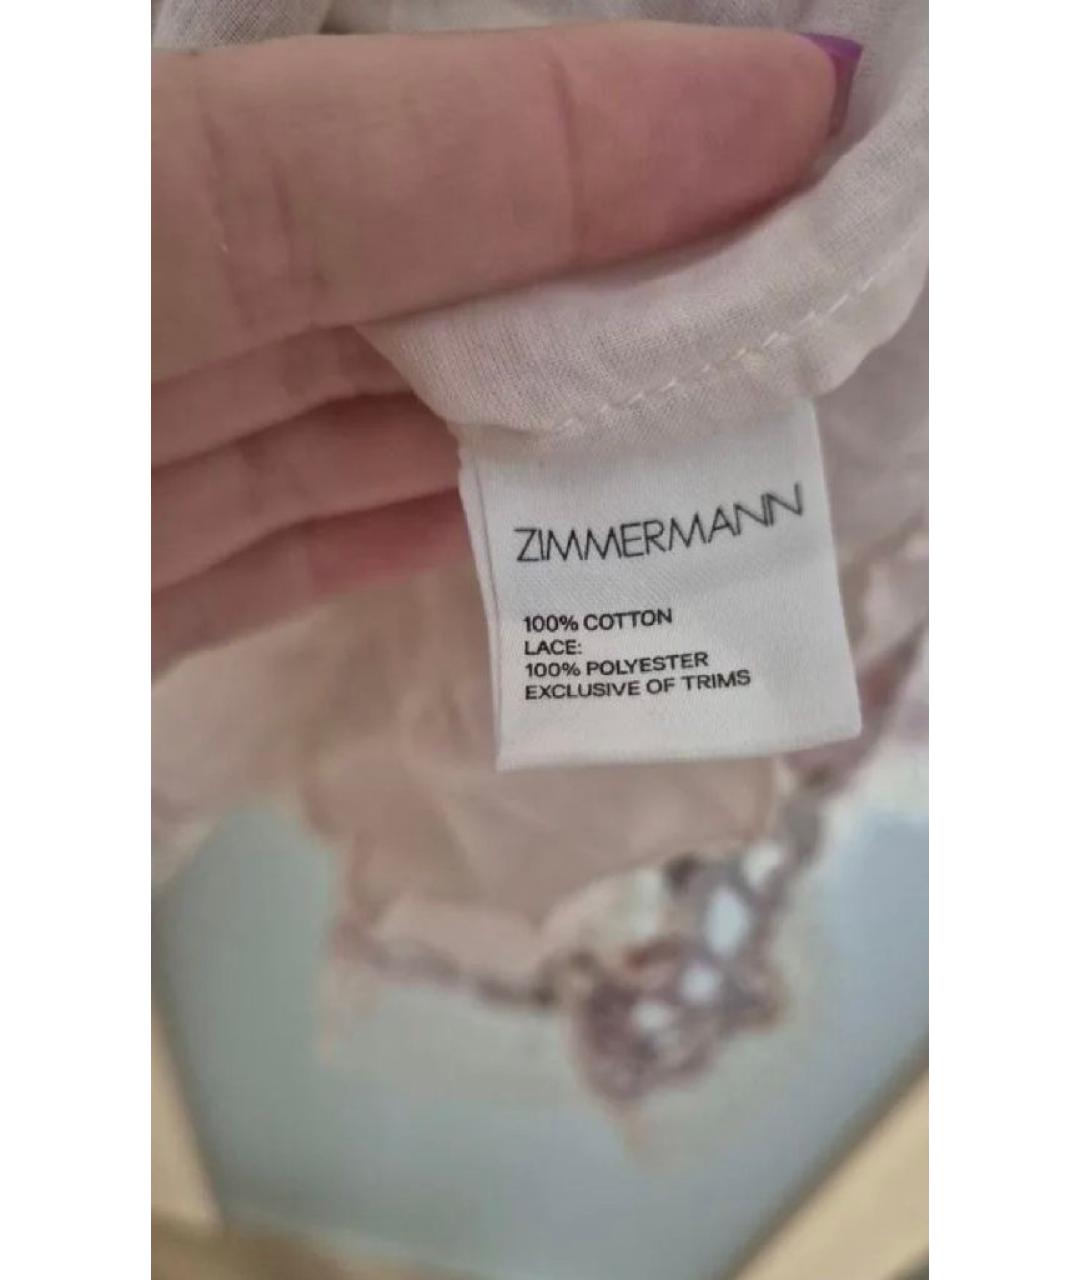 ZIMMERMANN
100% COTTON
LACE:
100% POLYESTER
EXCLUSIVE OF TRIMS